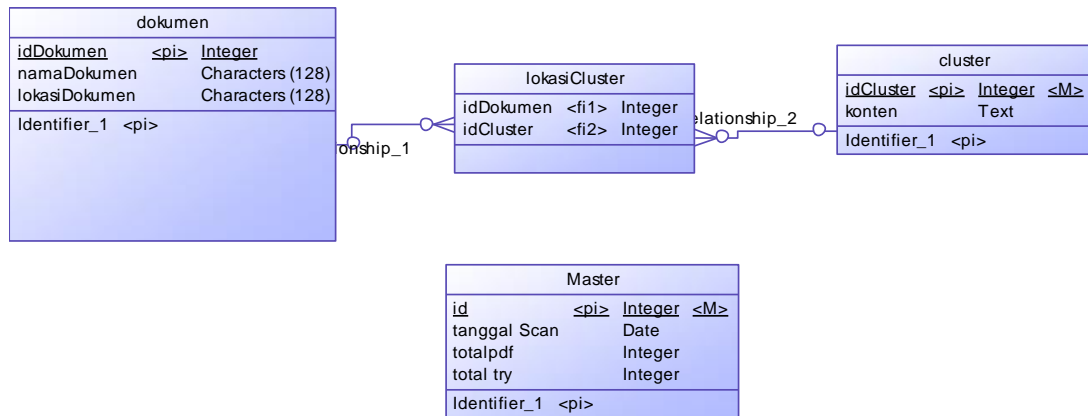 dokumen
idDokumen <pi> Integer
namaDokumen Characters (128)
lokasiDokumen Characters (128)
Identifier_1 <pi>
onship_1
lokasiCluster
idDokumen <fi1> Integer
idCluster <fi2> Integer
elationship_2
cluster
idCluster <pi> Integer <M>
konten Text
Identifier_1 <pi>
Master
id <pi> Integer <M>
tanggal Scan Date
totalpdf Integer
total try Integer
Identifier_1 <pi>